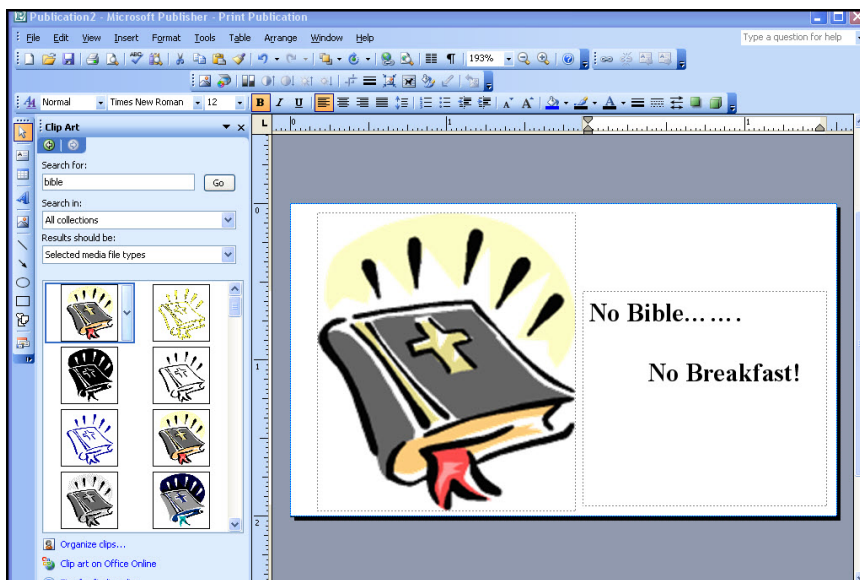 Publication2 - Microsoft Publisher - Print Publication
File Edit View Insert Format Tools Table Arrange Window Help
Type a question for help
193%
Normal Times New Roman 12 B I U
Clip Art
Search for:
bible Go
Search in:
All collections
Results should be:
Selected media file types
No Bible.......
No Breakfast!
Organize clips...
Clip art on Office Online